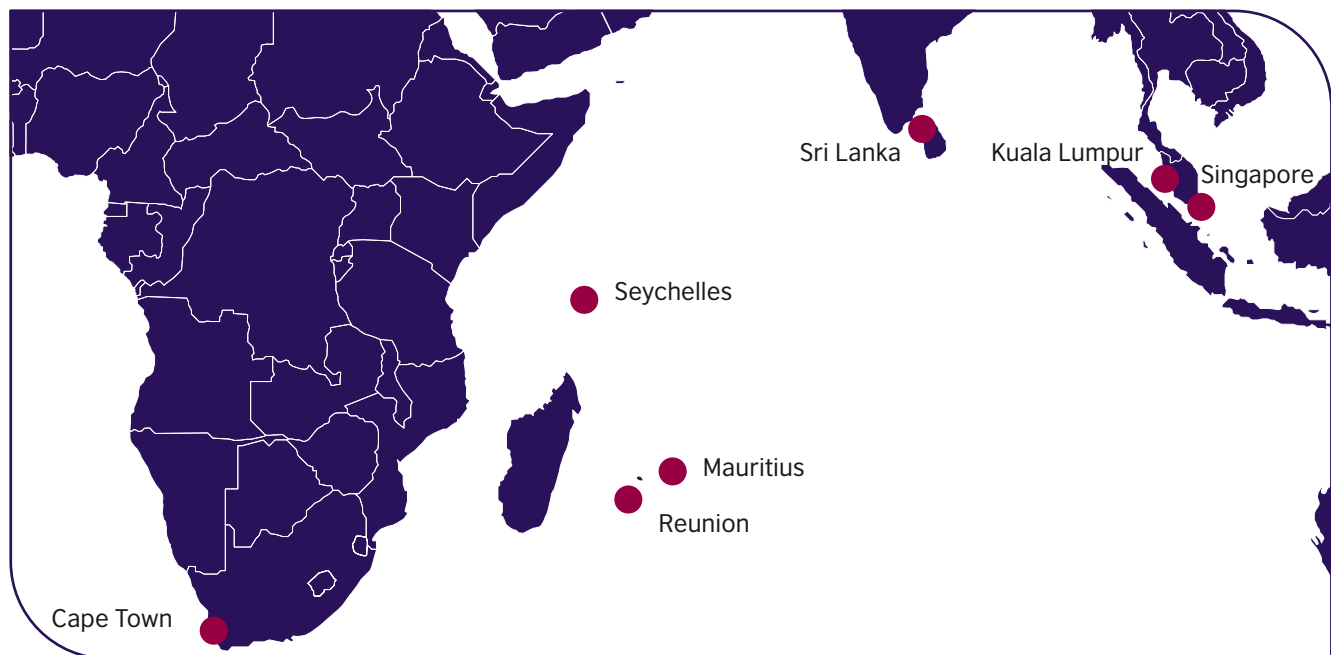 Sri Lanka
Kuala Lumpur
Singapore
Seychelles
Mauritius
Reunion
Cape Town